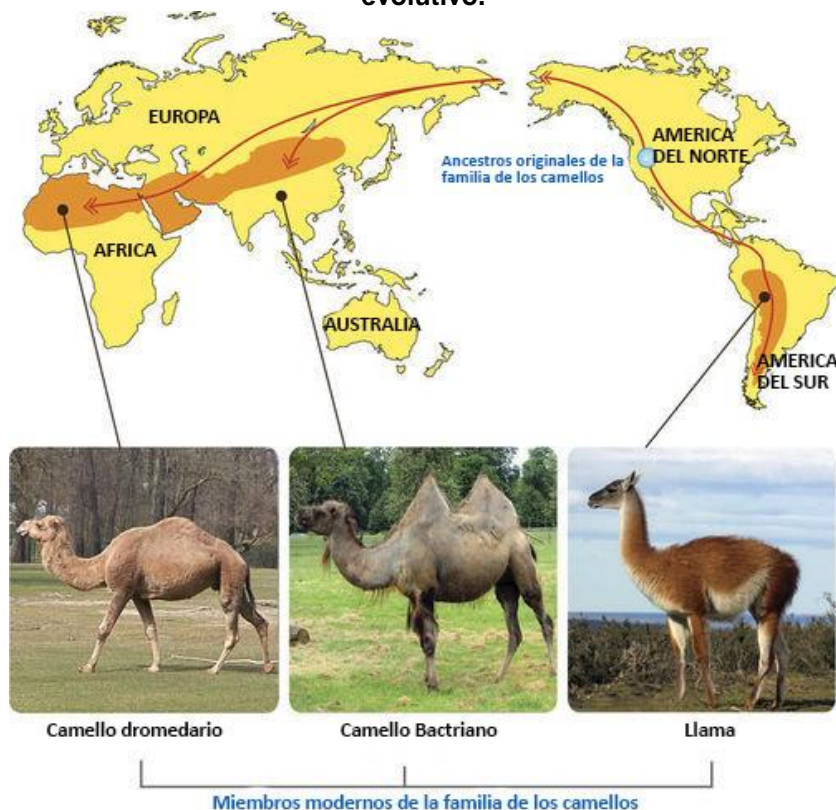 evolutivo.
EUROPA
AMERICA
DEL NORTE
Ancestros originales de la
familia de los camellos
AFRICA
AUSTRALIA
AMERICA
DEL SUR
Camello dromedario
Camello Bactriano
Llama
Miembros modernos de la familia de los camellos